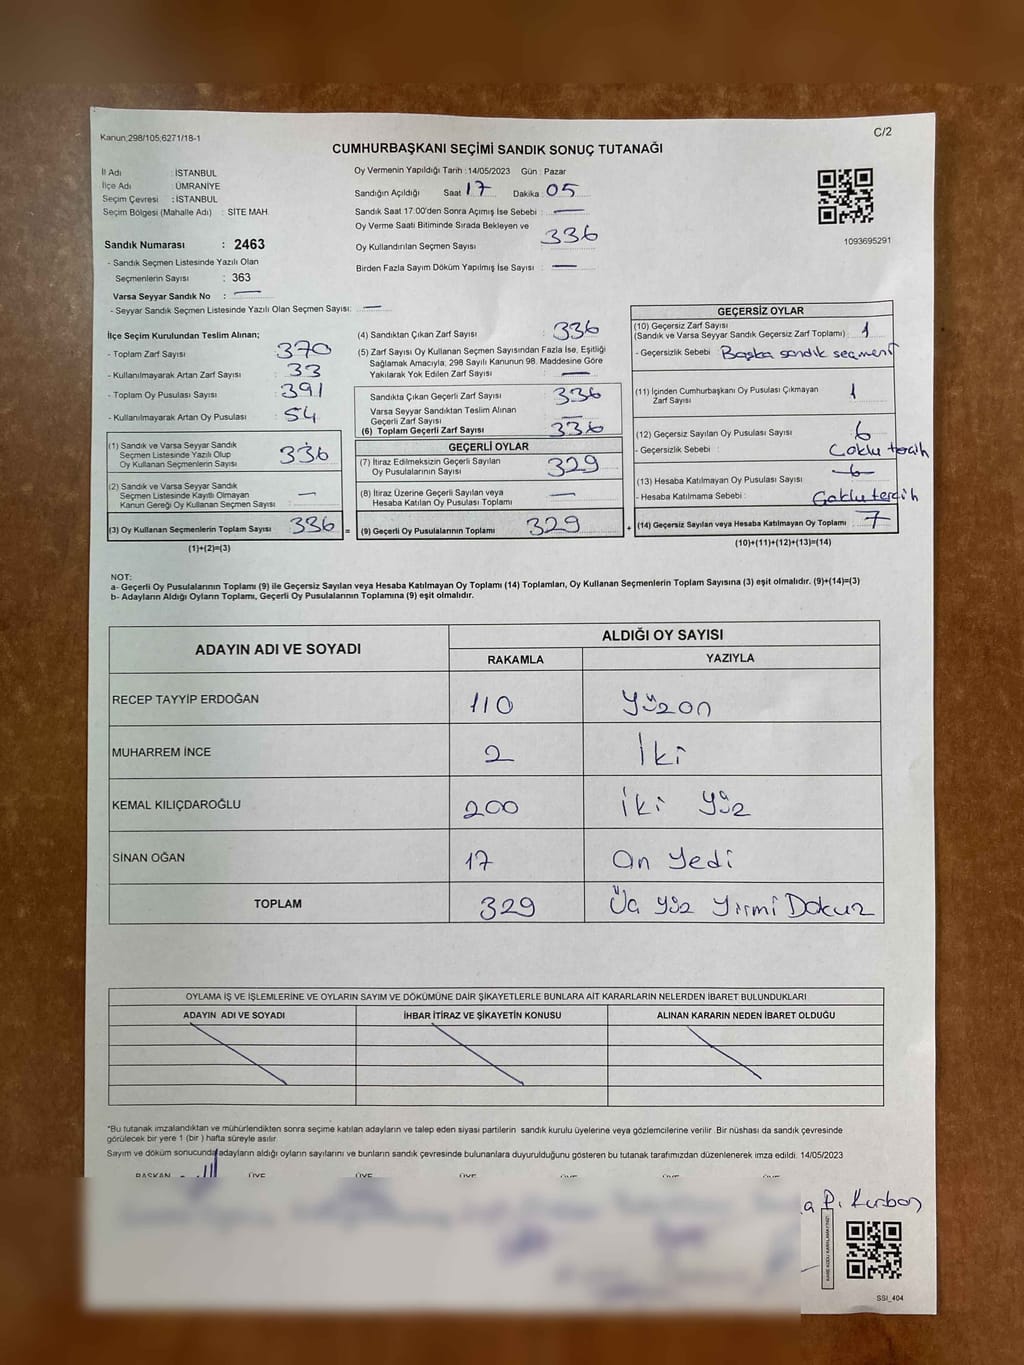 Kanun;298/105;6271/18-1
C/2
CUMHURBAŞKANI SEÇİMİ SANDIK SONUÇ TUTANAĞI
İl Adı : İSTANBUL
İlçe Adı : ÜMRANİYE
Seçim Çevresi : İSTANBUL
Seçim Bölgesi (Mahalle Adı) : SİTE MAH.
Sandık Numarası : 2463
- Sandık Seçmen Listesinde Yazılı Olan
Seçmenlerin Sayısı : 363
Varsa Seyyar Sandık No : —
- Seyyar Sandık Seçmen Listesinde Yazılı Olan Seçmen Sayısı: —
Oy Vermenin Yapıldığı Tarih :14/05/2023 Gün : Pazar
Sandığın Açıldığı Saat 17 Dakika : 05
Sandık Saat 17:00'den Sonra Açımış İse Sebebi : —
Oy Verme Saati Bitiminde Sırada Bekleyen ve
Oy Kullandırılan Seçmen Sayısı 336
Birden Fazla Sayım Döküm Yapılmış İse Sayısı : —
1093695291
İlçe Seçim Kurulundan Teslim Alınan;
- Toplam Zarf Sayısı : 370
- Kullanılmayarak Artan Zarf Sayısı : 33
- Toplam Oy Pusulası Sayısı : 391
- Kullanılmayarak Artan Oy Pusulası : 54
(1) Sandık ve Varsa Seyyar Sandık
Seçmen Listesinde Yazılı Olup
Oy Kullanan Seçmenlerin Sayısı : 336
(2) Sandık ve Varsa Seyyar Sandık
Seçmen Listesinde Kayıtlı Olmayan
Kanun Gereği Oy Kullanan Seçmen Sayısı : —
(3) Oy Kullanan Seçmenlerin Toplam Sayısı 336 =
(1)+(2)=(3)
(4) Sandıktan Çıkan Zarf Sayısı : 336
(5) Zarf Sayısı Oy Kullanan Seçmen Sayısından Fazla İse, Eşitliği
Sağlamak Amacıyla; 298 Sayılı Kanunun 98. Maddesine Göre
Yakılarak Yok Edilen Zarf Sayısı : —
Sandıkta Çıkan Geçerli Zarf Sayısı 336
Varsa Seyyar Sandıktan Teslim Alınan
Geçerli Zarf Sayısı : —
(6) Toplam Geçerli Zarf Sayısı : 336
GEÇERLİ OYLAR
(7) İtiraz Edilmeksizin Geçerli Sayılan
Oy Pusulalarının Sayısı : 329
(8) İtiraz Üzerine Geçerli Sayılan veya
Hesaba Katılan Oy Pusulası Toplamı : —
(9) Geçerli Oy Pusulalarının Toplamı : 329 +
GEÇERSİZ OYLAR
(10) Geçersiz Zarf Sayısı
(Sandık ve Varsa Seyyar Sandık Geçersiz Zarf Toplamı) : 1
- Geçersizlik Sebebi : Başka sandık seçmeni
(11) İçinden Cumhurbaşkanı Oy Pusulası Çıkmayan
Zarf Sayısı : 1
(12) Geçersiz Sayılan Oy Pusulası Sayısı : 6
- Geçersizlik Sebebi : Çoklu tercih
(13) Hesaba Katılmayan Oy Pusulası Sayısı : 6
- Hesaba Katılmama Sebebi : Çoklu tercih
(14) Geçersiz Sayılan veya Hesaba Katılmayan Oy Toplamı : 7
(10)+(11)+(12)+(13)=(14)
NOT:
a- Geçerli Oy Pusulalarının Toplamı (9) ile Geçersiz Sayılan veya Hesaba Katılmayan Oy Toplamı (14) Toplamları, Oy Kullanan Seçmenlerin Toplam Sayısına (3) eşit olmalıdır. (9)+(14)=(3)
b- Adayların Aldığı Oyların Toplamı, Geçerli Oy Pusulalarının Toplamına (9) eşit olmalıdır.
ADAYIN ADI VE SOYADI
ALDIĞI OY SAYISI
RAKAMLA YAZIYLA
RECEP TAYYİP ERDOĞAN 110 Yüzon
MUHARREM İNCE 2 İki
KEMAL KILIÇDAROĞLU 200 İki Yüz
SİNAN OĞAN 17 On Yedi
TOPLAM 329 Üç Yüz Yirmi Dokuz
OYLAMA İŞ VE İŞLEMLERİNE VE OYLARIN SAYIM VE DÖKÜMÜNE DAİR ŞİKAYETLERLE BUNLARA AİT KARARLARIN NELERDEN İBARET BULUNDUKLARI
ADAYIN ADI VE SOYADI İHBAR İTİRAZ VE ŞİKAYETİN KONUSU ALINAN KARARIN NEDEN İBARET OLDUĞU
*Bu tutanak imzalandıktan ve mühürlendikten sonra seçime katılan adayların ve talep eden siyasi partilerin sandık kurulu üyelerine veya gözlemcilerine verilir. Bir nüshası da sandık çevresinde
görülecek bir yere 1 (bir ) hafta süreyle asılır.
Sayım ve döküm sonucunda adayların aldığı oyların sayılarını ve bunların sandık çevresinde bulunanlara duyurulduğunu gösteren bu tutanak tarafımızdan düzenlenerek imza edildi. 14/05/2023
BAŞKAN ÜYE ÜYE ÜYE ÜYE ÜYE
a P. Kurban
SSI_404